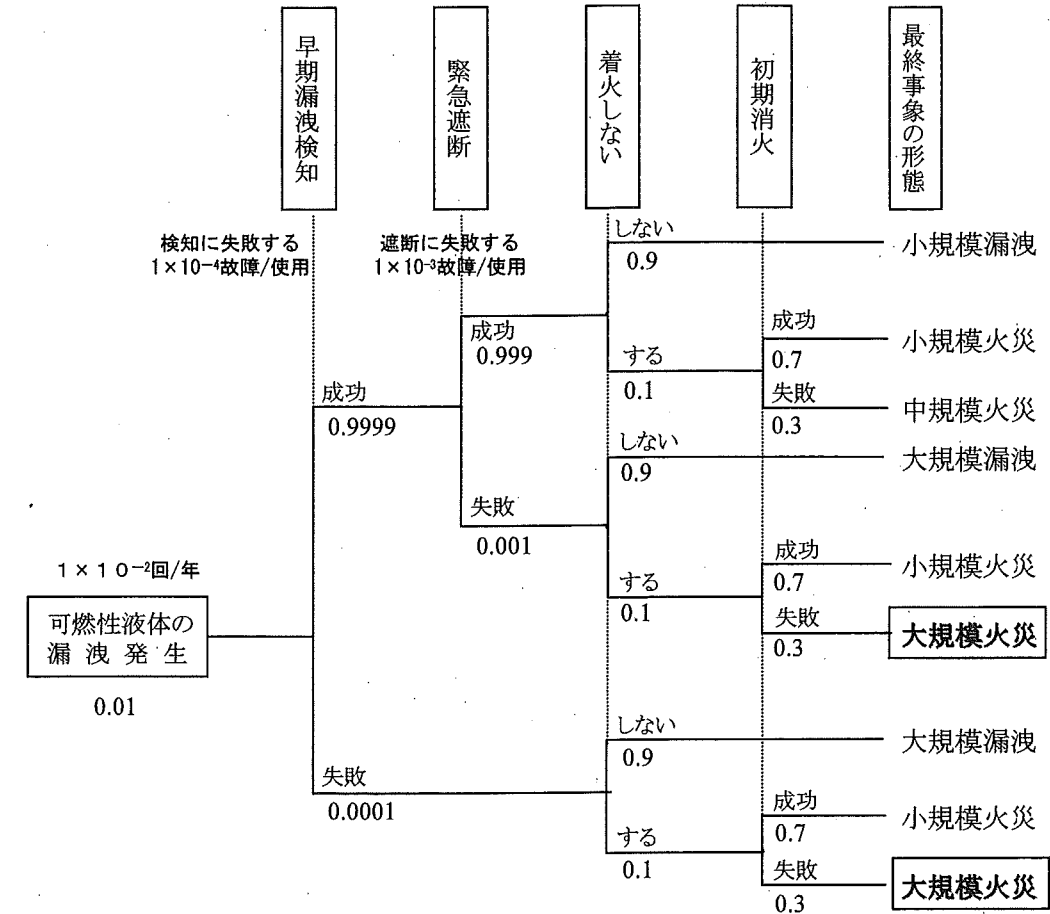 早期漏洩検知
緊急遮断
着火しない
初期消火
最終事象の形態
検知に失敗する
1×10⁻⁴故障/使用
遮断に失敗する
1×10⁻³故障/使用
しない
0.9
小規模漏洩
成功
0.999
する
0.1
成功
0.7
小規模火災
失敗
0.3
中規模火災
成功
0.9999
しない
0.9
大規模漏洩
失敗
0.001
する
0.1
成功
0.7
小規模火災
失敗
0.3
大規模火災
1×10⁻²回/年
可燃性液体の
漏洩発生
0.01
しない
0.9
大規模漏洩
失敗
0.0001
する
0.1
成功
0.7
小規模火災
失敗
0.3
大規模火災